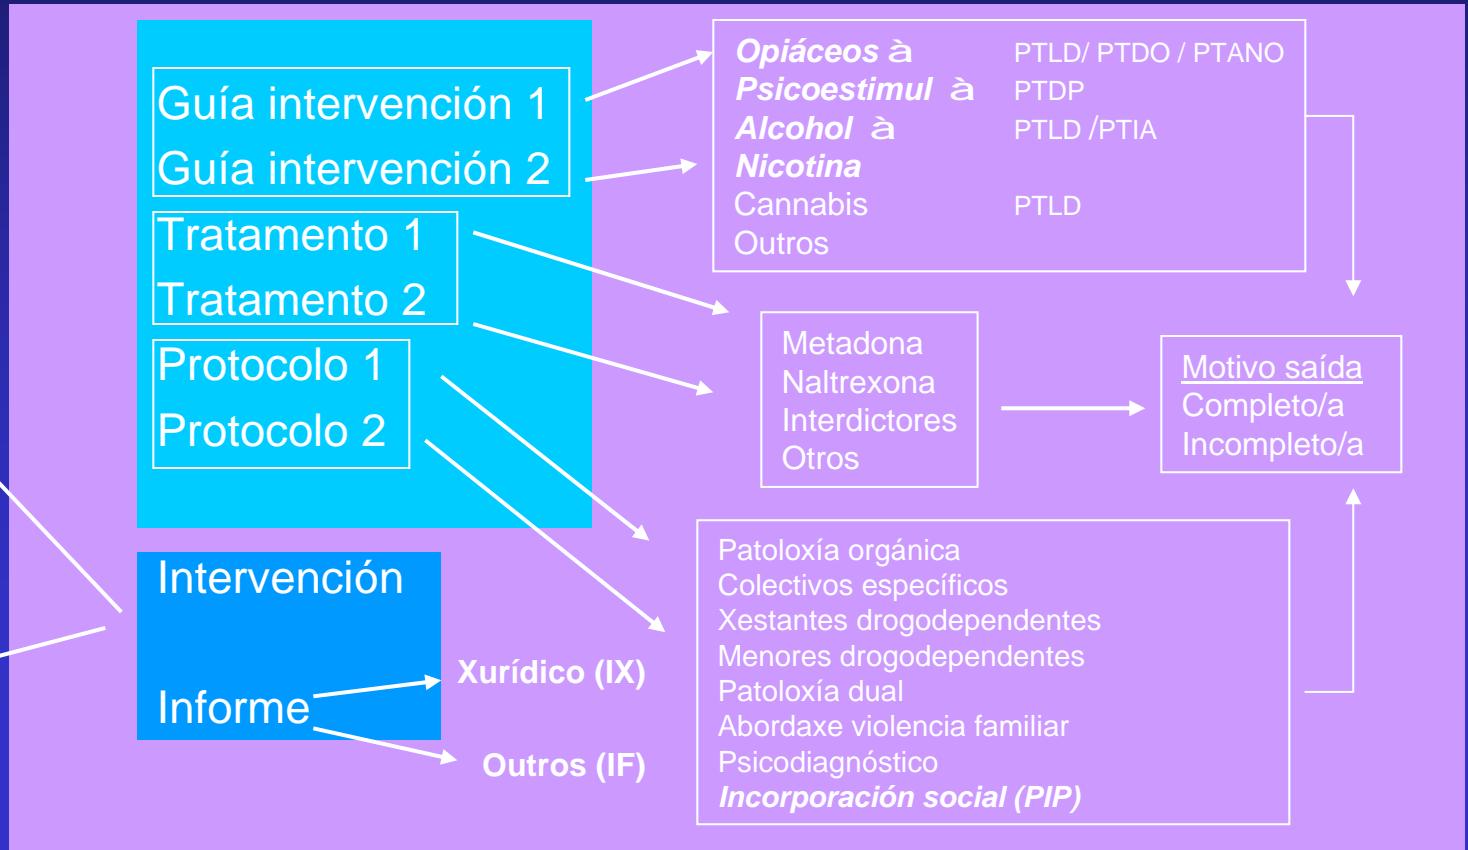 Guía intervención 1
Guía intervención 2
Tratamento 1
Tratamento 2
Protocolo 1
Protocolo 2
Intervención
Informe
Xurídico (IX)
Outros (IF)
Opiáceos à PTLD/ PTDO / PTANO
Psicoestimul à PTDP
Alcohol à PTLD /PTIA
Nicotina
Cannabis PTLD
Outros
Metadona
Naltrexona
Interdictores
Otros
Motivo saída
Completo/a
Incompleto/a
Patoloxía orgánica
Colectivos específicos
Xestantes drogodependentes
Menores drogodependentes
Patoloxía dual
Abordaxe violencia familiar
Psicodiagnóstico
Incorporación social (PIP)